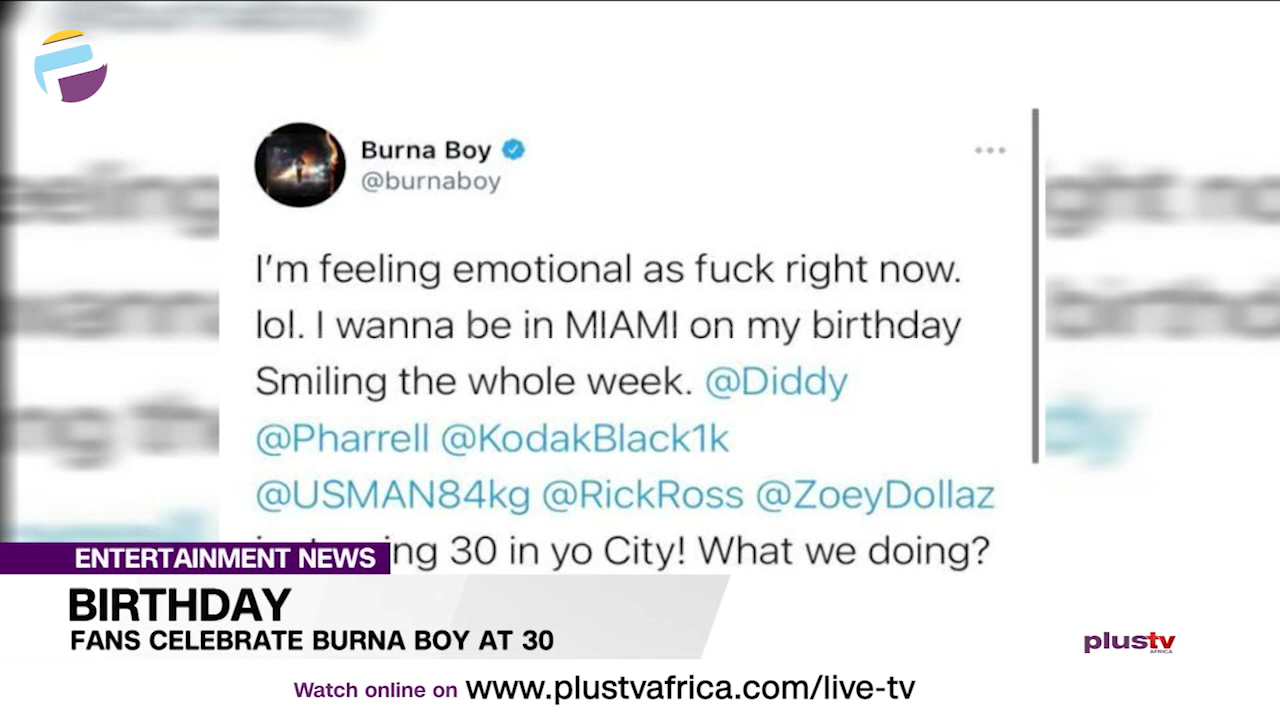 Burna Boy
@burnaboy
I'm feeling emotional as fuck right now.
lol. I wanna be in MIAMI on my birthday
Smiling the whole week. @Diddy
@Pharrell @KodakBlack1k
@USMAN84kg @RickRoss @ZoeyDollaz
30 in yo City! What we doing?
ENTERTAINMENT NEWS
BIRTHDAY
FANS CELEBRATE BURNA BOY AT 30
plustv
AFRICA
Watch online on www.plustvafrica.com/live-tv